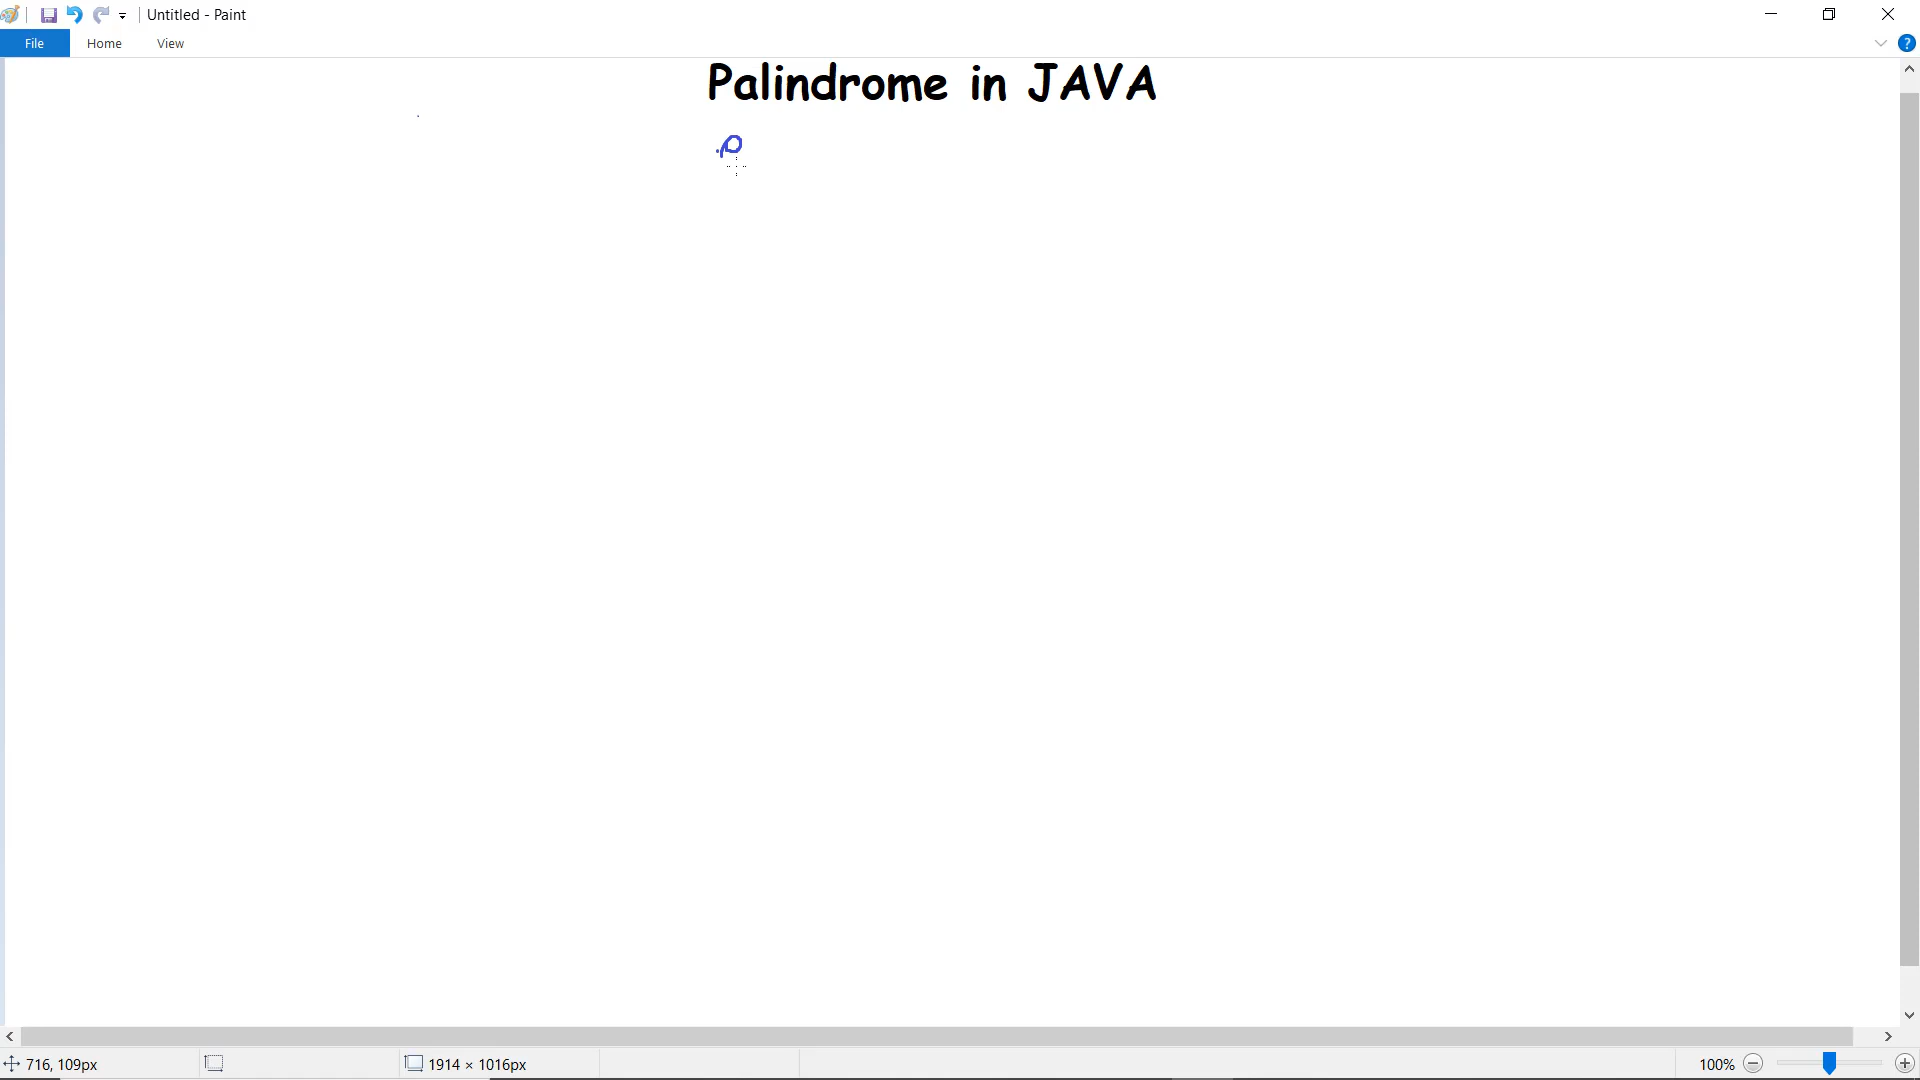 Untitled - Paint
File Home View
Palindrome in JAVA
716, 109px 1914 × 1016px 100%